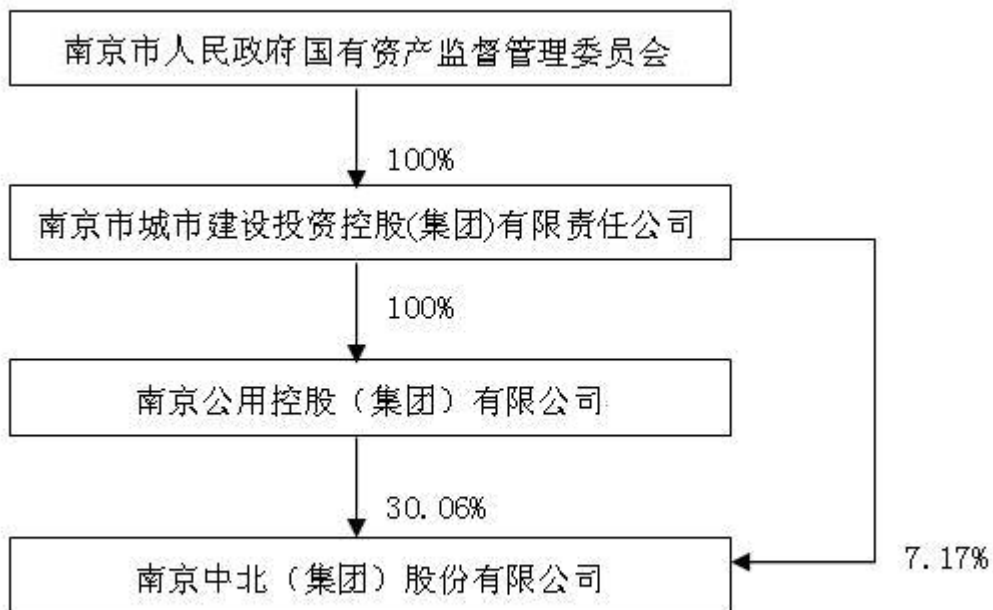 南京市人民政府国有资产监督管理委员会
100%
南京市城市建设投资控股(集团)有限责任公司
100%
南京公用控股（集团）有限公司
30.06%
7.17%
南京中北（集团）股份有限公司